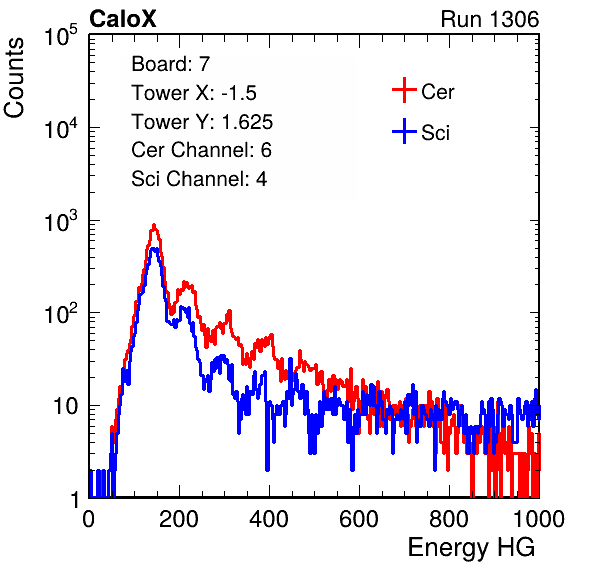 CaloX Run 1306
Counts
Board: 7
Tower X: -1.5
Tower Y: 1.625
Cer Channel: 6
Sci Channel: 4
Cer
Sci
10^5
10^4
10^3
10^2
10
1
0 200 400 600 800 1000
Energy HG